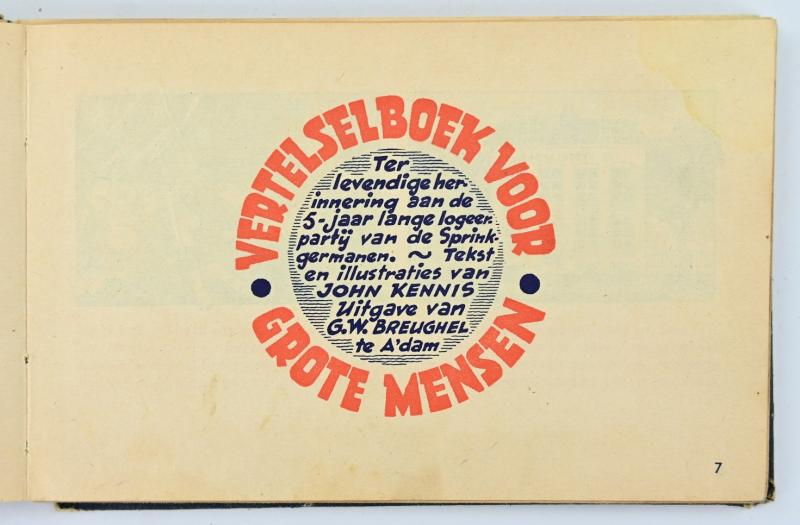 VERTELSELBOEK VOOR
GROTE MENSEN
Ter
levendige her-
innering aan de
5-jaar lange logeer-
partij van de Sprink-
germanen. ~ Tekst
en illustraties van
JOHN KENNIS
Uitgave van
G.W. BREUGHEL
te A'dam
7